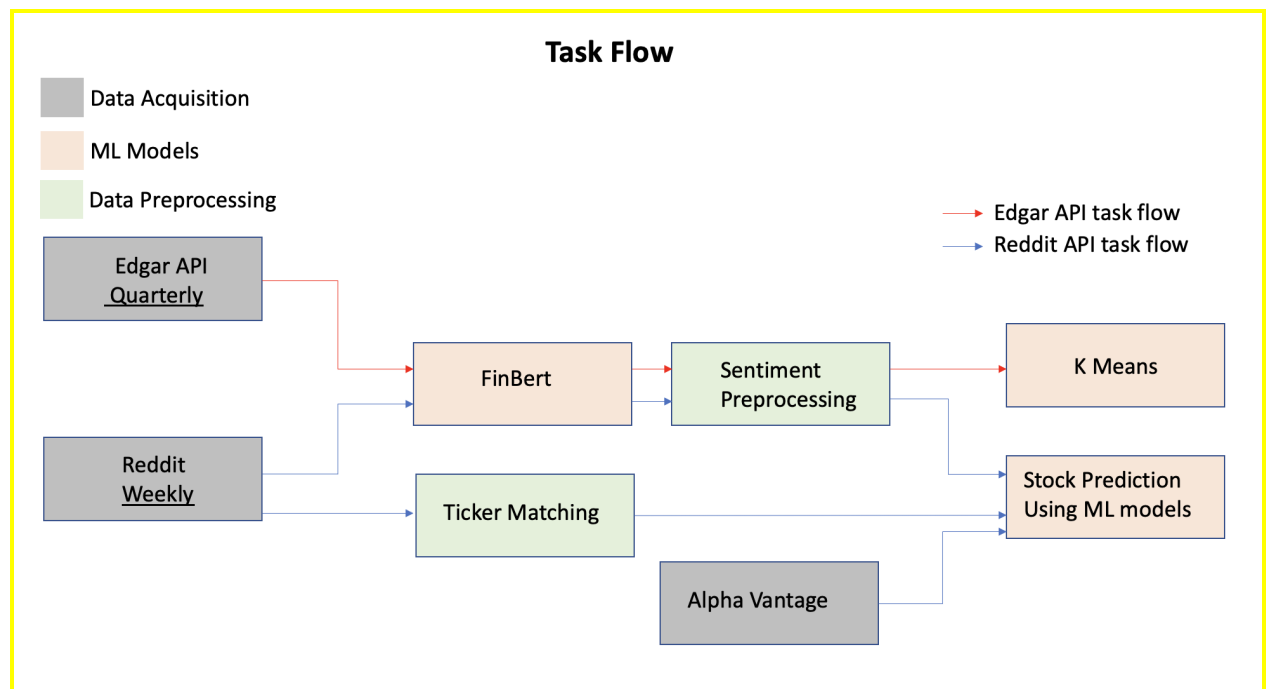 Task Flow
Data Acquisition
ML Models
Data Preprocessing
Edgar API task flow
Reddit API task flow
Edgar API
Quarterly
FinBert
Sentiment
Preprocessing
K Means
Reddit
Weekly
Ticker Matching
Stock Prediction
Using ML models
Alpha Vantage